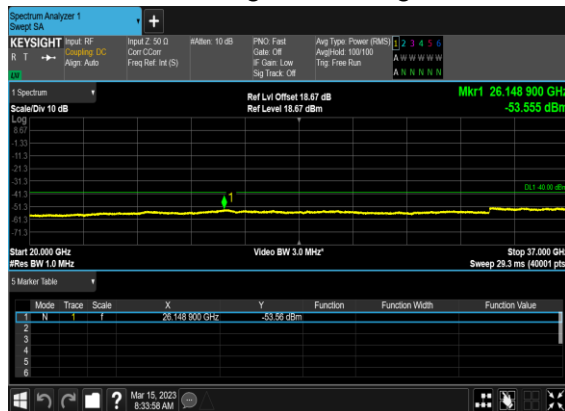 Spectrum Analyzer 1
Swept SA
+
KEYSIGHT Input: RF Input Z: 50 Ω #Atten: 10 dB PNO: Fast Avg Type: Power (RMS) 1 2 3 4 5 6
R T Coupling: DC Corr CCorr Gate: Off Avg|Hold: 100/100 A W W W W W
Align: Auto Freq Ref: Int (S) IF Gain: Low Trig: Free Run
LW Sig Track: Off A N N N N N
1 Spectrum Ref Lvl Offset 18.67 dB Mkr1 26.148 900 GHz
Scale/Div 10 dB Ref Level 18.67 dBm -53.555 dBm
Log
8.67
-1.33
-11.3
-21.3
-31.3
-41.3 DL1 -40.00 dBm
1
-51.3
-61.3
-71.3
Start 20.000 GHz Video BW 3.0 MHz* Stop 37.000 GHz
#Res BW 1.0 MHz Sweep 29.3 ms (40001 pts)
5 Marker Table
Mode Trace Scale X Y Function Function Width Function Value
1 N 1 f 26.148 900 GHz -53.56 dBm
2
3
4
5
6
? Mar 15, 2023
8:33:58 AM